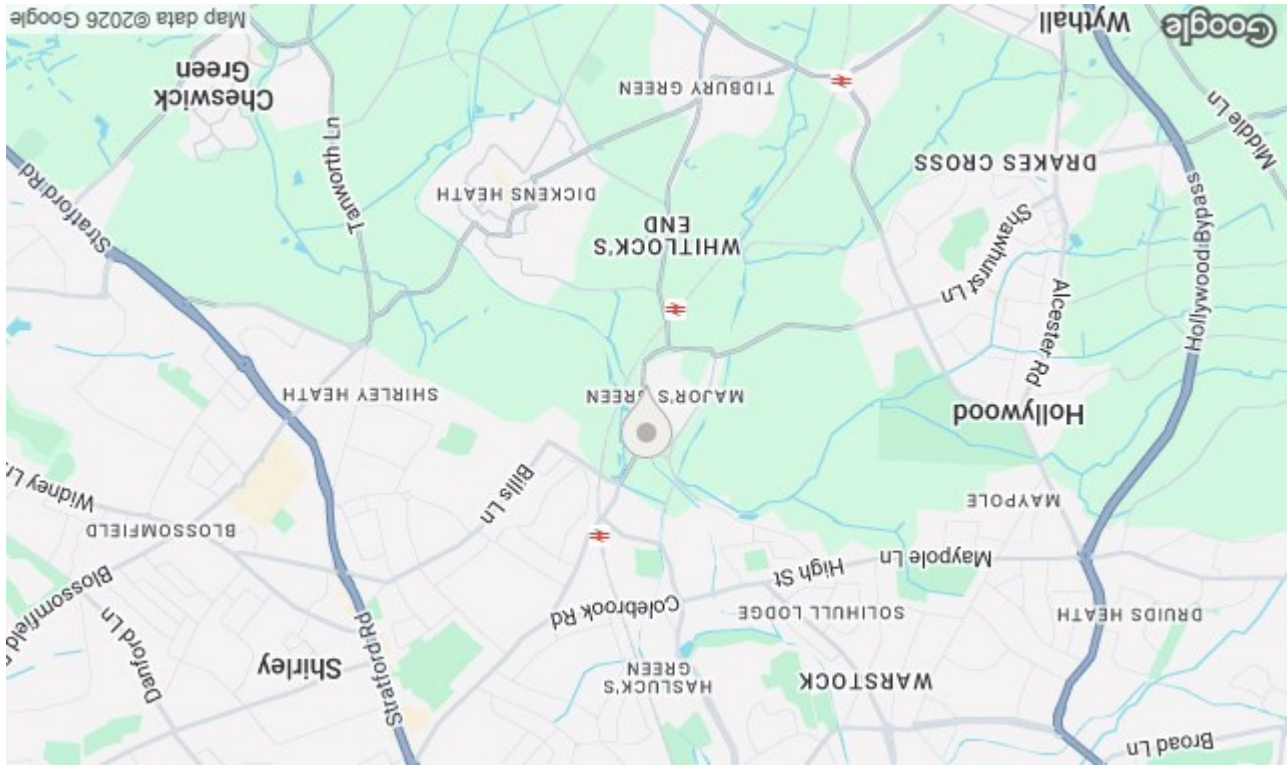 Broad Ln
WARSTOCK
HASLUCK'S
GREEN
Shirley
Stratford Rd
Danford Ln
Blossomfield
DRUIDS HEATH
SOLIHULL LODGE
Colebrook Rd
High St
Maypole Ln
MAYPOLE
Bills Ln
BLOSSOMFIELD
Widney Ln
Hollywood
MAJOR'S GREEN
SHIRLEY HEATH
Alcester Rd
Shawhurst Ln
Hollywood Bypass
WHITLOCK'S
END
DICKENS HEATH
Tanworth Ln
Stratford Rd
DRAKES CROSS
Middle Ln
TIDBURY GREEN
Cheswick
Green
Wythall
Google
Map data ©2026 Google